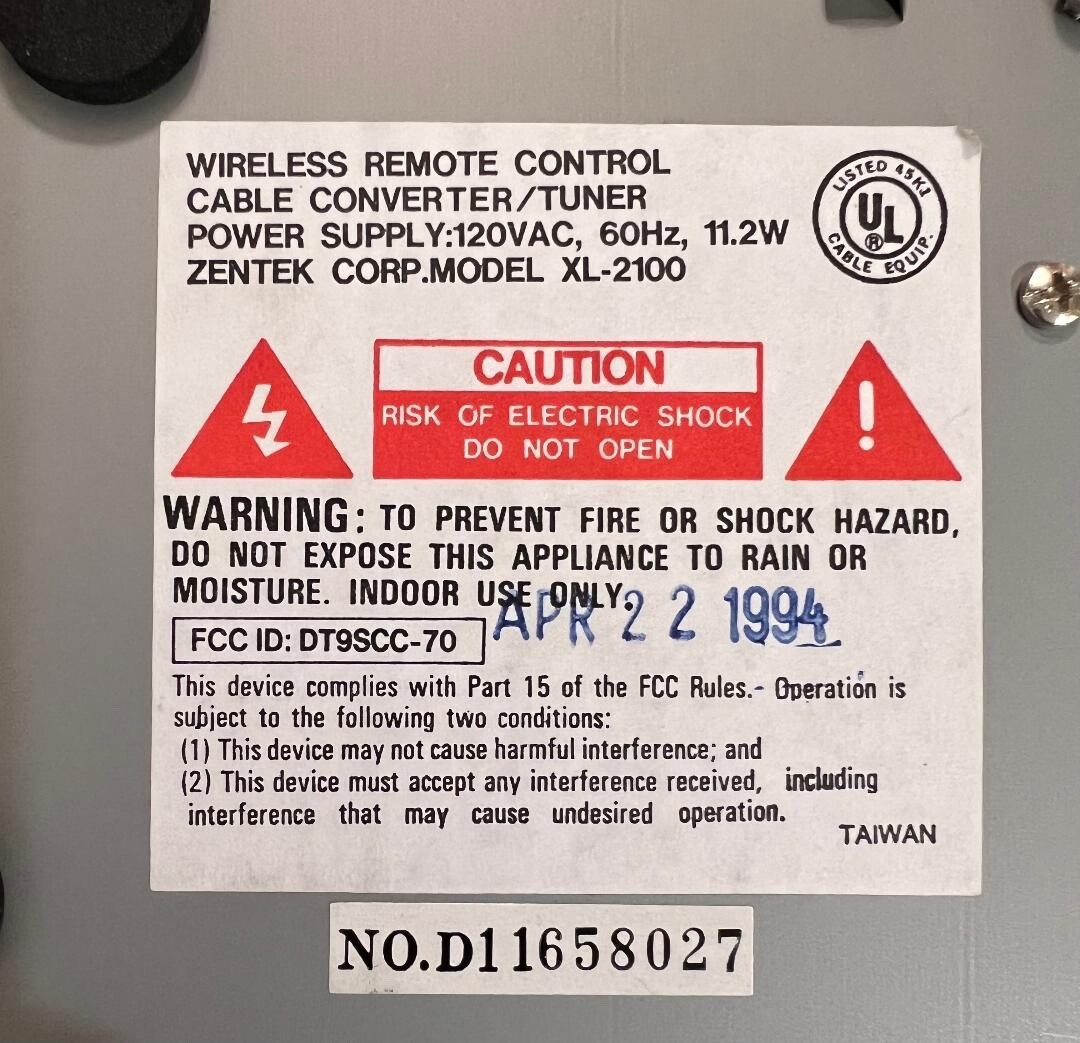 WIRELESS REMOTE CONTROL
CABLE CONVERTER/TUNER
POWER SUPPLY:120VAC, 60Hz, 11.2W
ZENTEK CORP.MODEL XL-2100
LISTED 45KJ
UL
®
CABLE EQUIP.
CAUTION
RISK OF ELECTRIC SHOCK
DO NOT OPEN
!
WARNING: TO PREVENT FIRE OR SHOCK HAZARD,
DO NOT EXPOSE THIS APPLIANCE TO RAIN OR
MOISTURE. INDOOR USE ONLY.
APR 22 1994
FCC ID: DT9SCC-70
This device complies with Part 15 of the FCC Rules.- Operation is
subject to the following two conditions:
(1) This device may not cause harmful interference; and
(2) This device must accept any interference received, including
interference that may cause undesired operation.
TAIWAN
NO.D11658027